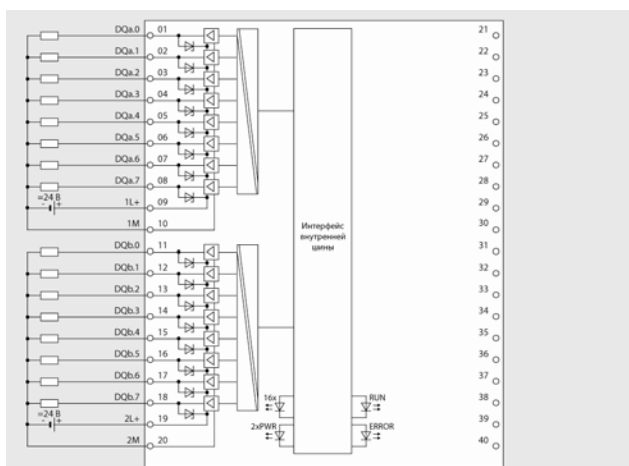 DQa.0 01 21
DQa.1 02 22
DQa.2 03 23
DQa.3 04 24
DQa.4 05 25
DQa.5 06 26
DQa.6 07 27
DQa.7 08 28
=24 В
- +
1L+ 09 29
1M 10 30
Интерфейс
внутренней
шины
DQb.0 11 31
DQb.1 12 32
DQb.2 13 33
DQb.3 14 34
DQb.4 15 35
DQb.5 16 36
DQb.6 17 37
DQb.7 18 16x RUN 38
=24 В
- +
2L+ 19 39
2xPWR ERROR
2M 20 40